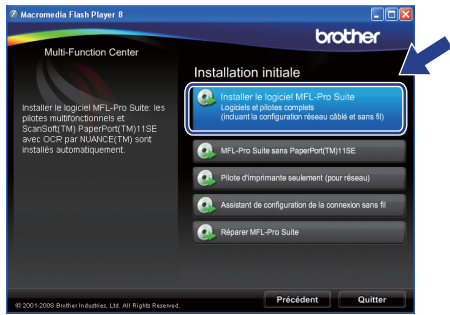 Macromedia Flash Player 8
brother
Multi-Function Center
Installation initiale
Installer le logiciel MFL-Pro Suite: les
pilotes multifonctionnels et
ScanSoft(TM) PaperPort(TM)11SE
avec OCR par NUANCE(TM) sont
installés automatiquement.
Installer le logiciel MFL-Pro Suite
Logiciels et pilotes complets
(incluant la configuration réseau câblé et sans fil)
MFL-Pro Suite sans PaperPort(TM)11SE
Pilote d'imprimante seulement (pour réseau)
Assistant de configuration de la connexion sans fil
Réparer MFL-Pro Suite
© 2001-2008 Brother Industries, Ltd. All Rights Reserved.
Précédent
Quitter